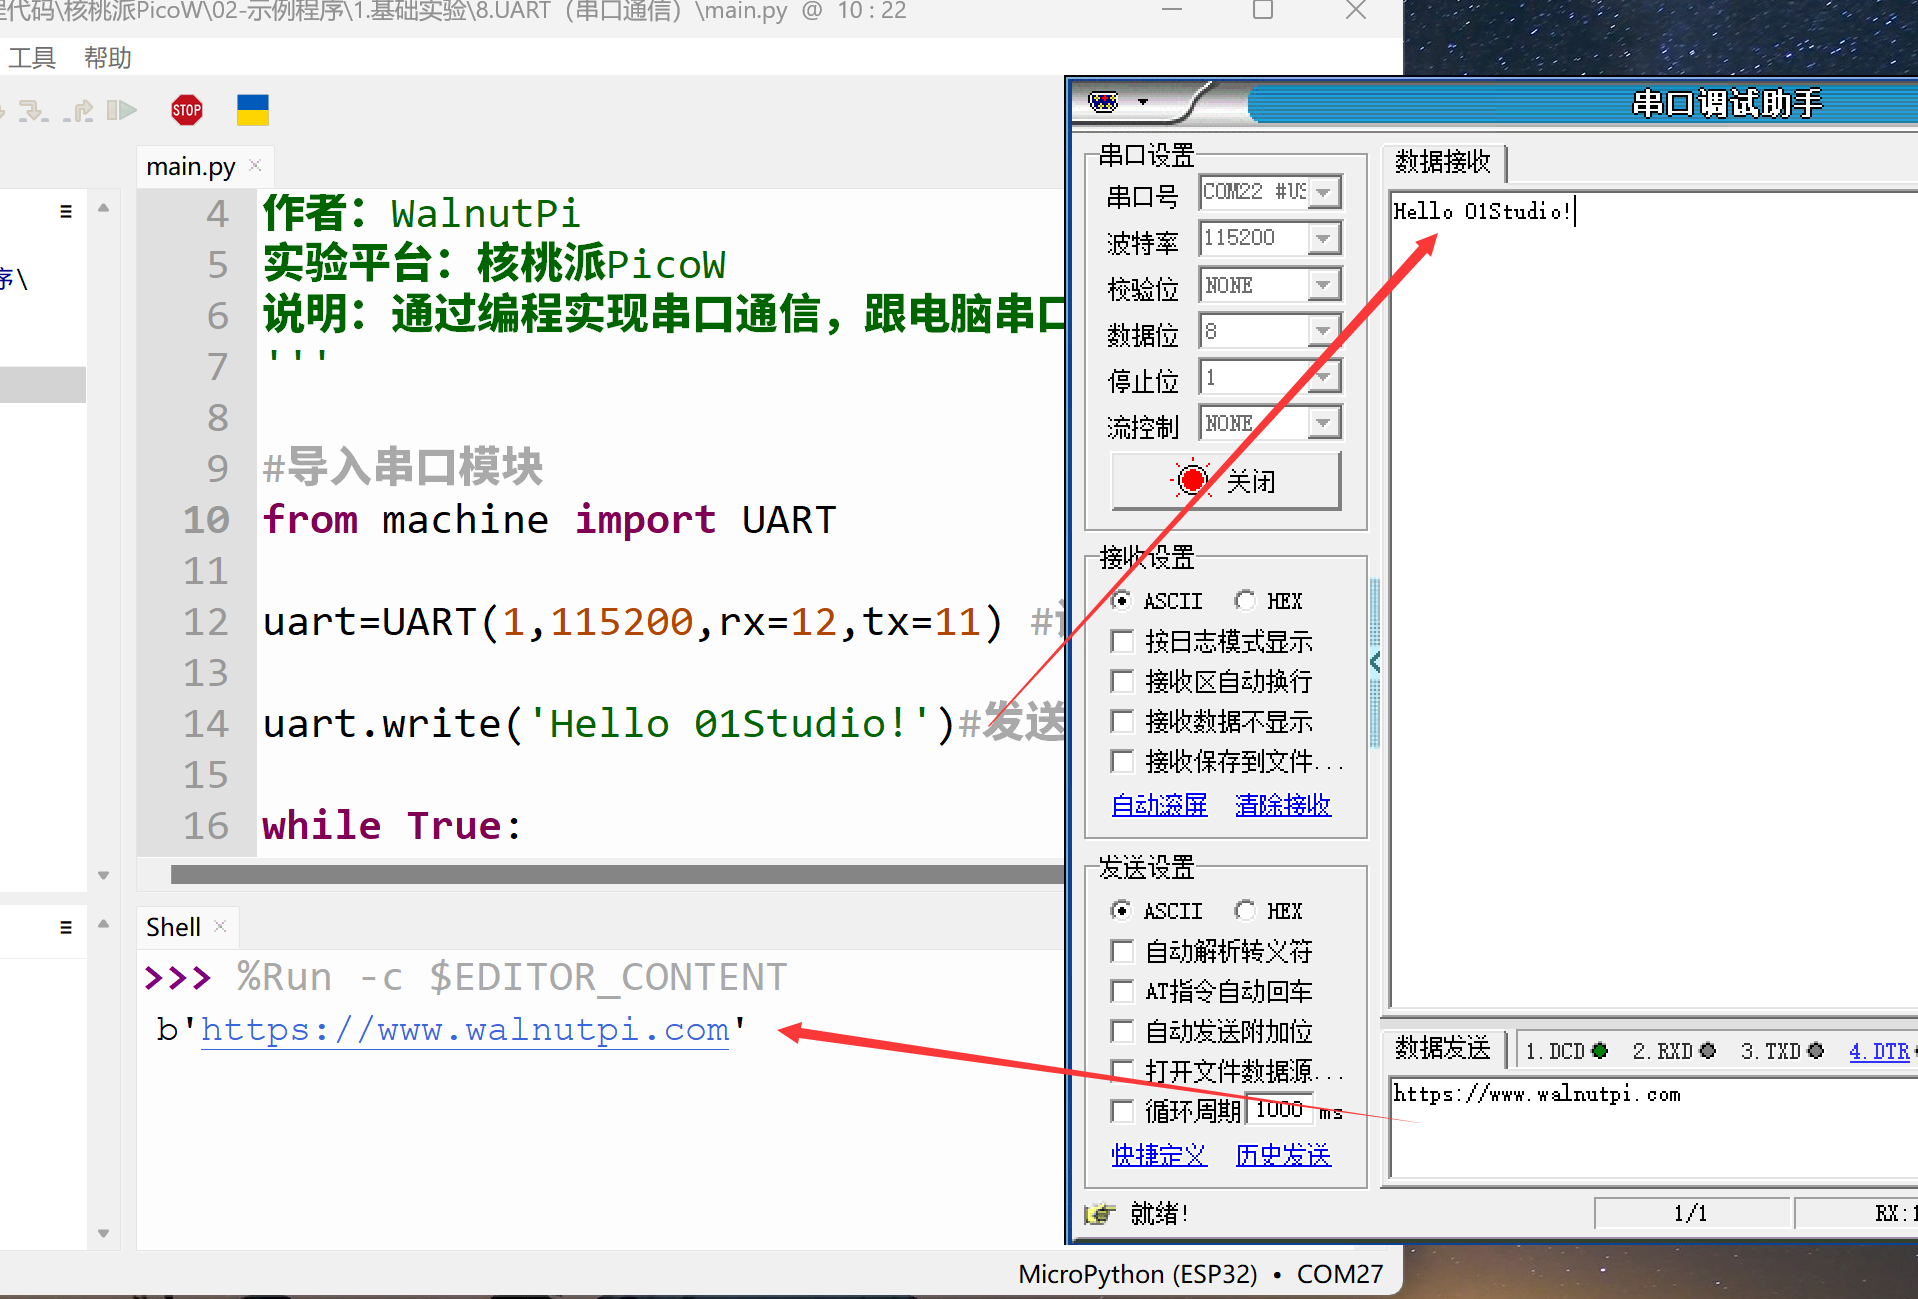 程代码\核桃派PicoW\02-示例程序\1.基础实验\8.UART（串口通信）\main.py @ 10 : 22
工具 帮助
STOP
main.py ×
序\
4 作者：WalnutPi
5 实验平台：核桃派PicoW
6 说明：通过编程实现串口通信，跟电脑串口
7 '''
8
9 #导入串口模块
10 from machine import UART
11
12 uart=UART(1,115200,rx=12,tx=11) #
13
14 uart.write('Hello 01Studio!')#发送
15
16 while True:
Shell ×
>>> %Run -c $EDITOR_CONTENT
b'https://www.walnutpi.com'
MicroPython (ESP32) • COM27
串口调试助手
串口设置
串口号 COM22 #US
波特率 115200
校验位 NONE
数据位 8
停止位 1
流控制 NONE
关闭
接收设置
ASCII HEX
按日志模式显示
接收区自动换行
接收数据不显示
接收保存到文件...
自动滚屏 清除接收
发送设置
ASCII HEX
自动解析转义符
AT指令自动回车
自动发送附加位
打开文件数据源...
循环周期 1000 ms
快捷定义 历史发送
就绪!
数据接收
Hello 01Studio!
数据发送 1.DCD 2.RXD 3.TXD 4.DTR
https://www.walnutpi.com
1/1 RX:1